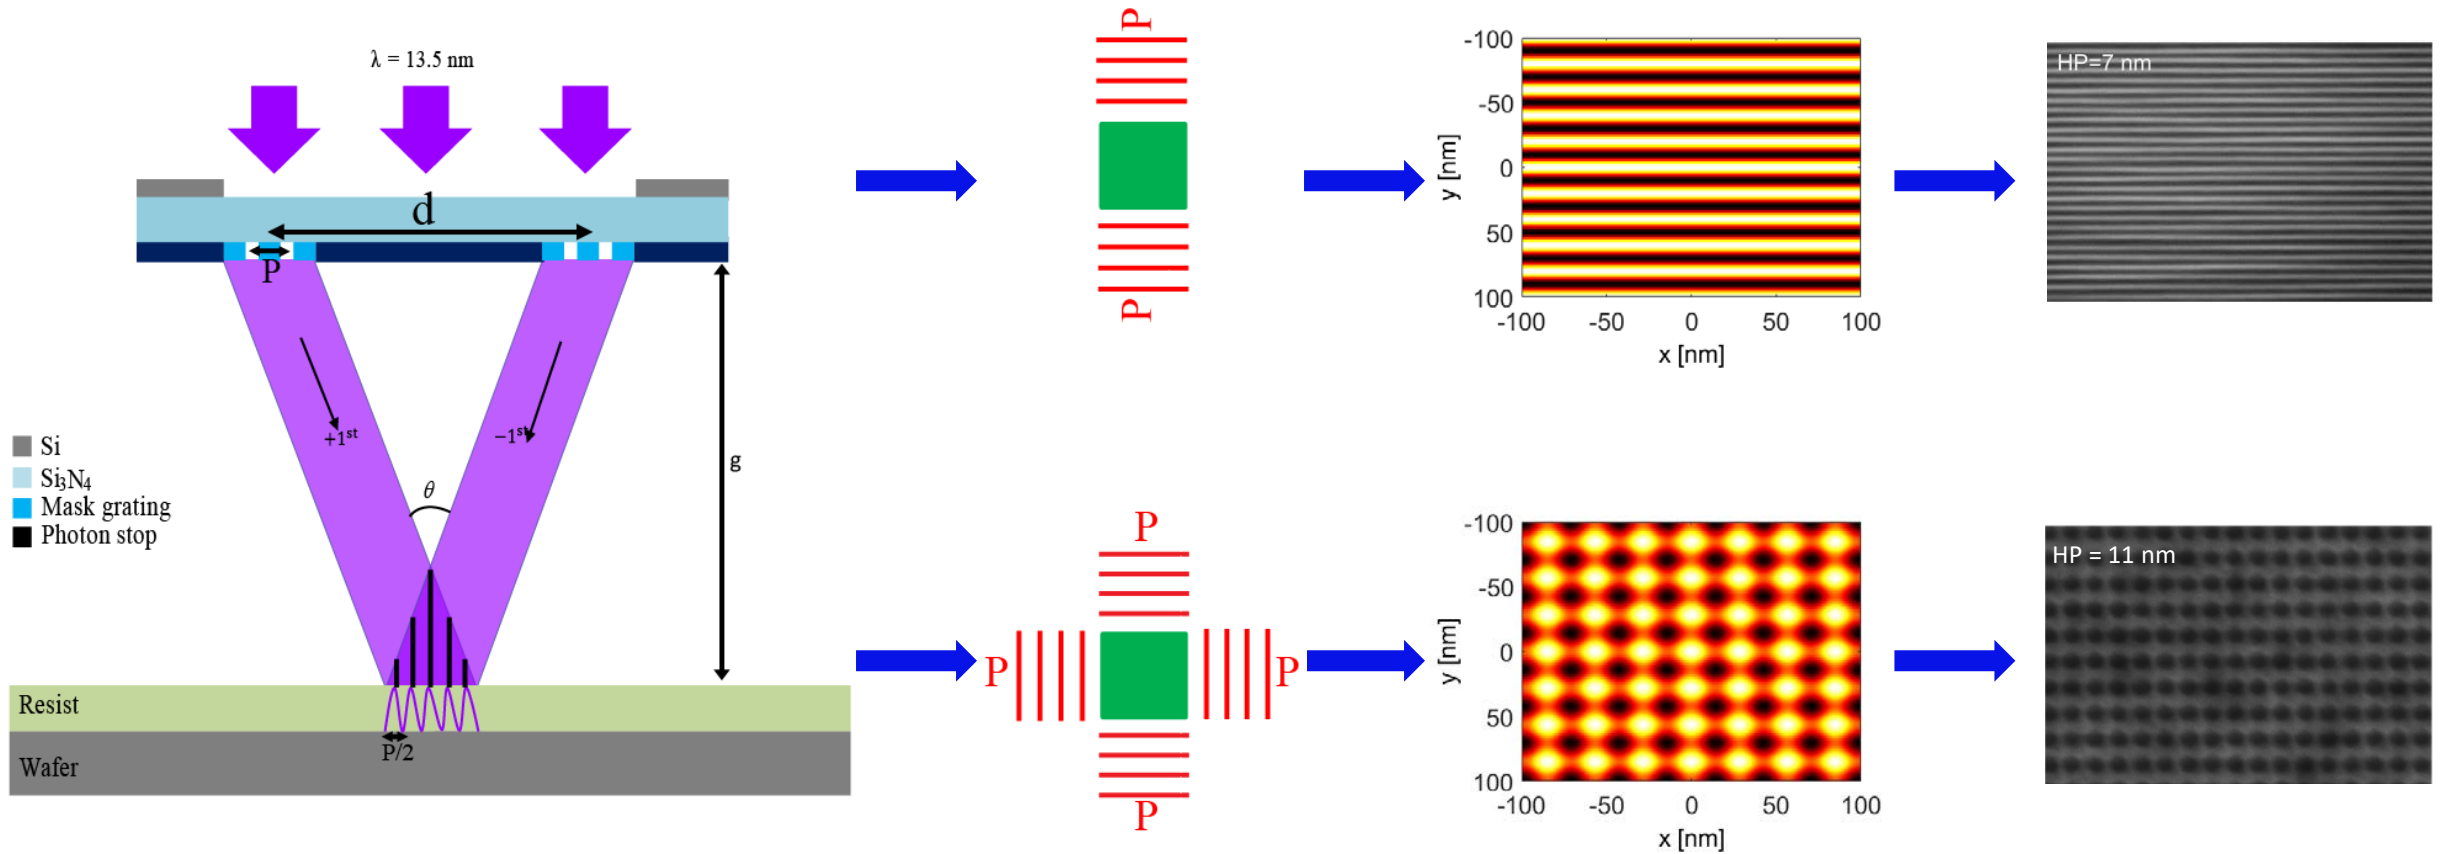 λ = 13.5 nm
d
P
+1st
−1st
θ
g
Si
Si₃N₄
Mask grating
Photon stop
Resist
P/2
Wafer
P
P
-100
-50
0
50
100
y [nm]
-100 -50 0 50 100
x [nm]
HP=7 nm
P
P
P
P
-100
-50
0
50
100
y [nm]
-100 -50 0 50 100
x [nm]
HP = 11 nm